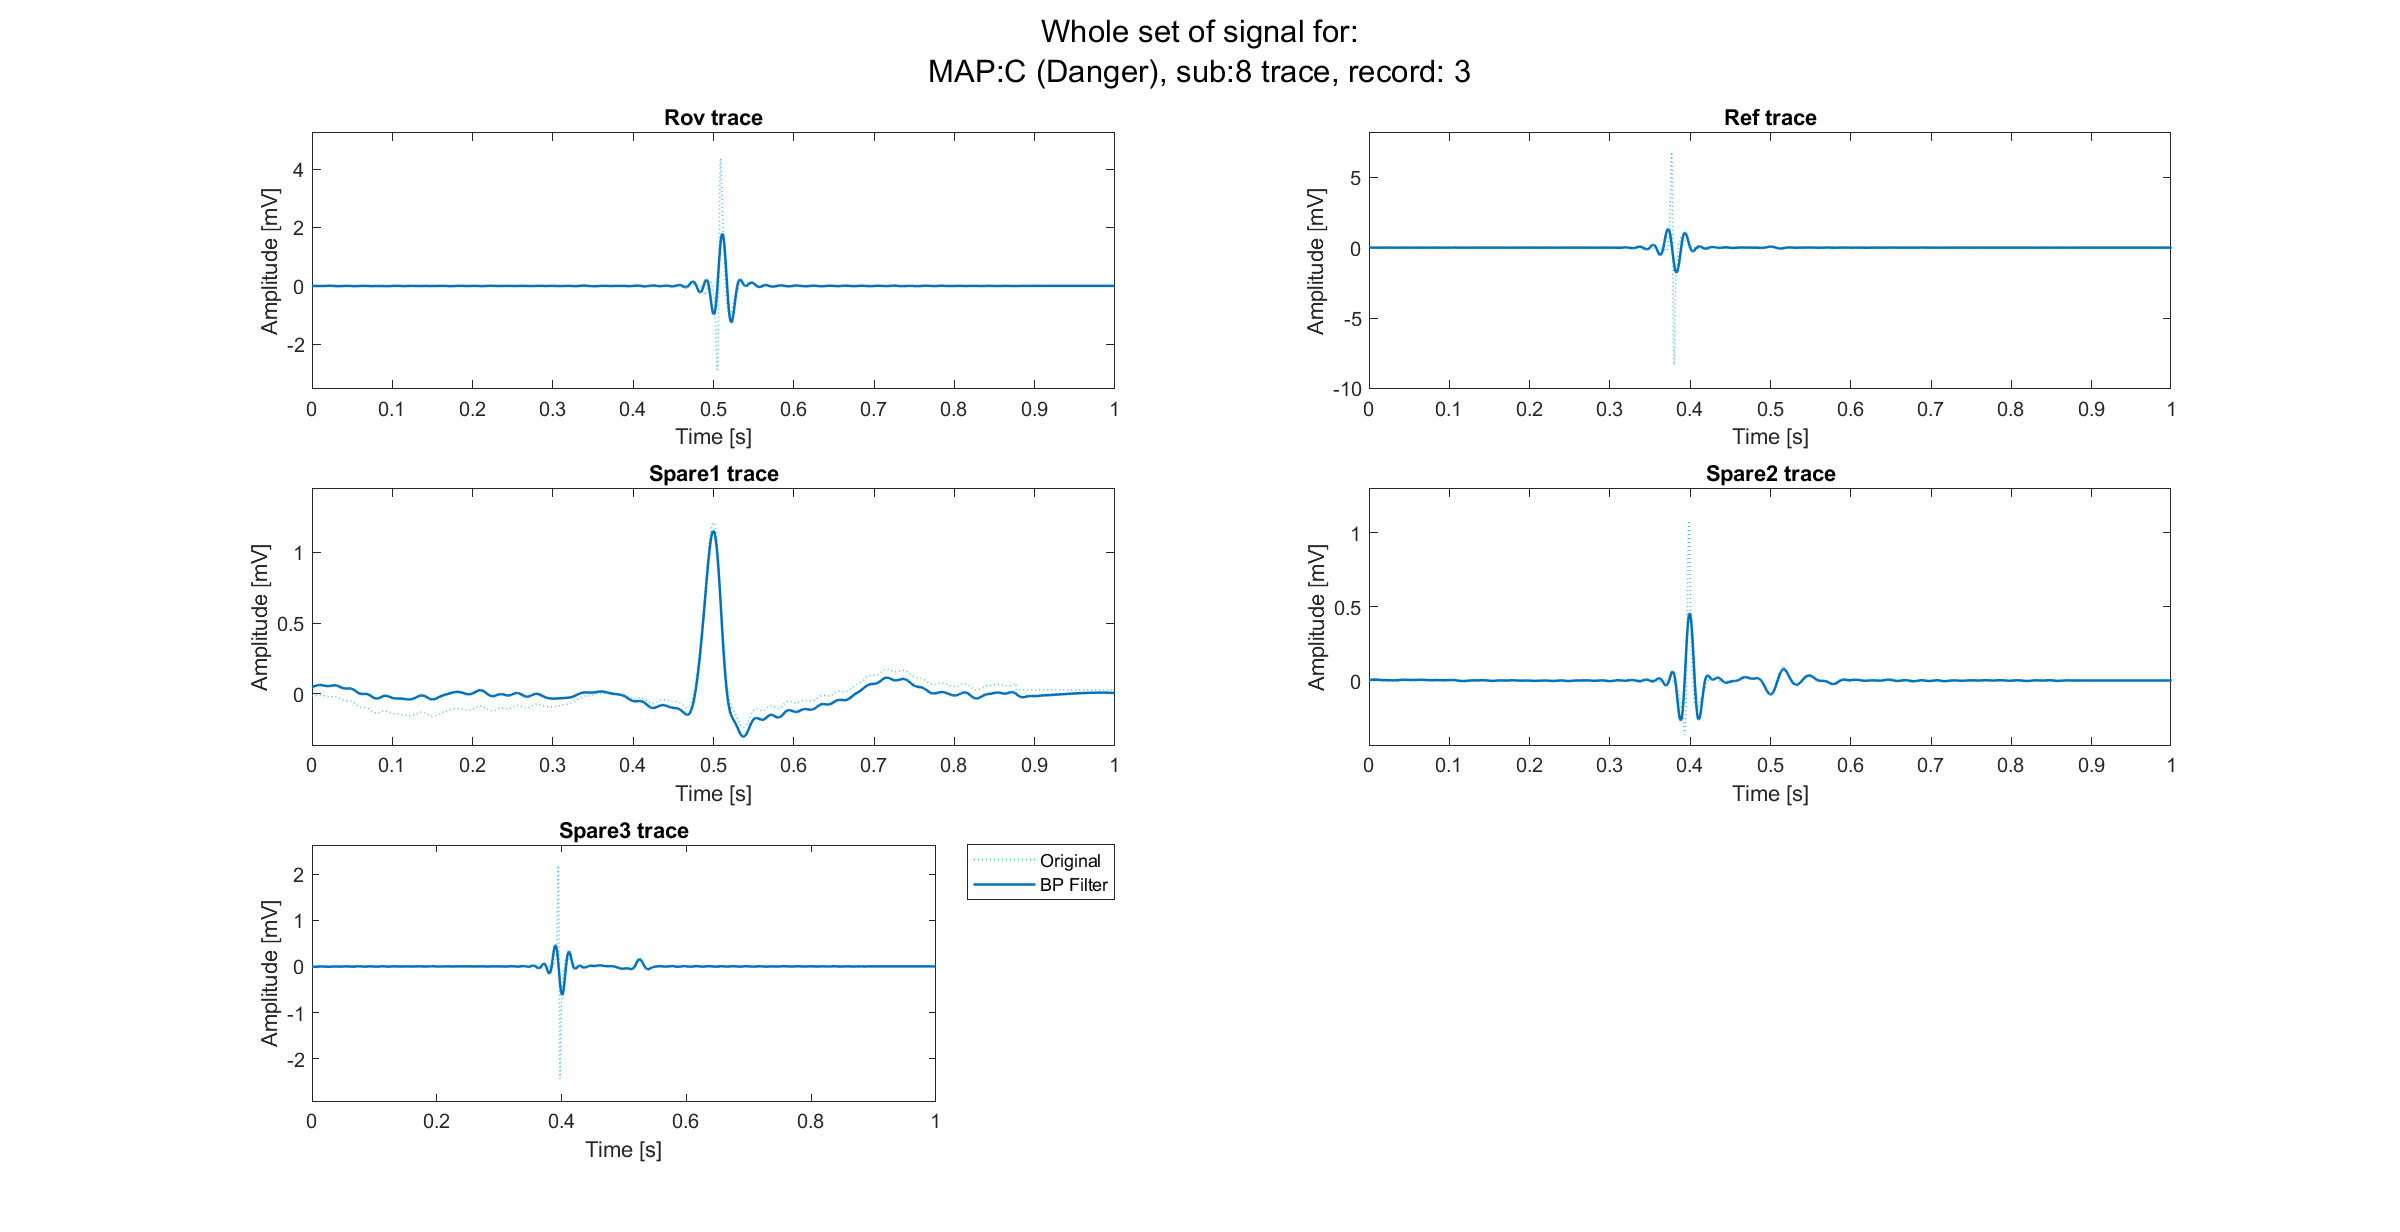 Whole set of signal for:
MAP:C (Danger), sub:8 trace, record: 3
Rov trace
Amplitude [mV]
4
2
0
-2
0 0.1 0.2 0.3 0.4 0.5 0.6 0.7 0.8 0.9 1
Time [s]
Ref trace
Amplitude [mV]
5
0
-5
-10
0 0.1 0.2 0.3 0.4 0.5 0.6 0.7 0.8 0.9 1
Time [s]
Spare1 trace
Amplitude [mV]
1
0.5
0
0 0.1 0.2 0.3 0.4 0.5 0.6 0.7 0.8 0.9 1
Time [s]
Spare2 trace
Amplitude [mV]
1
0.5
0
0 0.1 0.2 0.3 0.4 0.5 0.6 0.7 0.8 0.9 1
Time [s]
Spare3 trace
Amplitude [mV]
2
1
0
-1
-2
0 0.2 0.4 0.6 0.8 1
Time [s]
Original
BP Filter